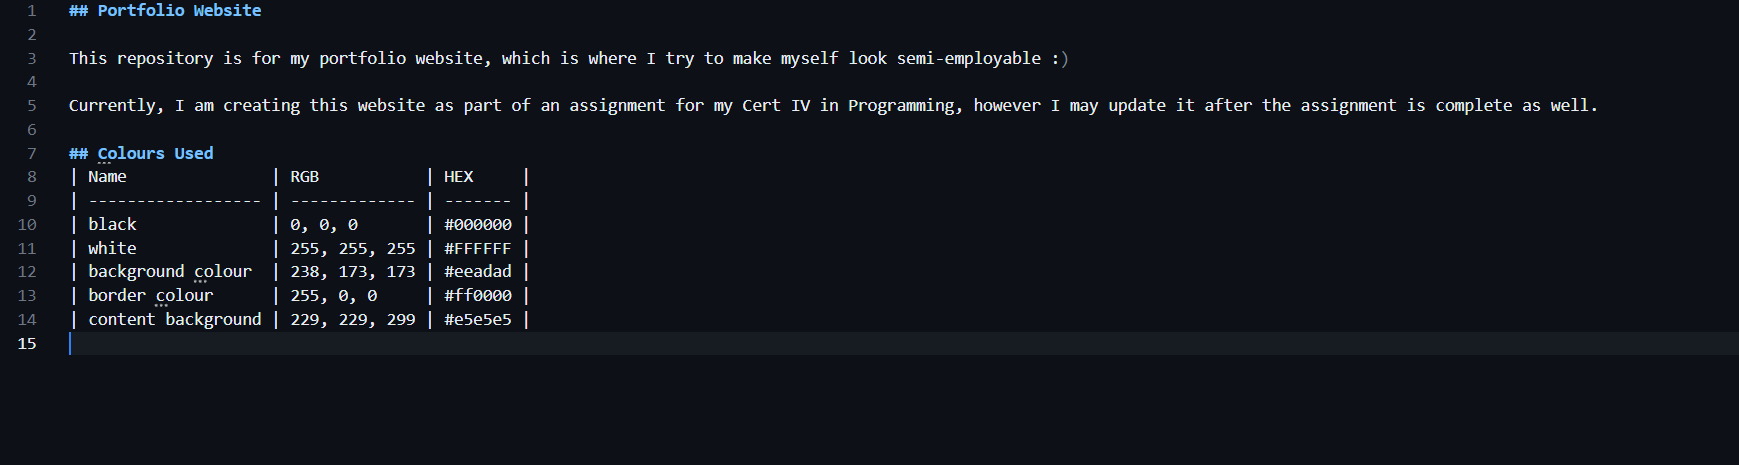 1 ## Portfolio Website
2
3 This repository is for my portfolio website, which is where I try to make myself look semi-employable :)
4
5 Currently, I am creating this website as part of an assignment for my Cert IV in Programming, however I may update it after the assignment is complete as well.
6
7 ## Colours Used
8 | Name               | RGB           | HEX     |
9 | ------------------ | ------------- | ------- |
10 | black              | 0, 0, 0       | #000000 |
11 | white              | 255, 255, 255 | #FFFFFF |
12 | background colour  | 238, 173, 173 | #eeadad |
13 | border colour      | 255, 0, 0     | #ff0000 |
14 | content background | 229, 229, 299 | #e5e5e5 |
15